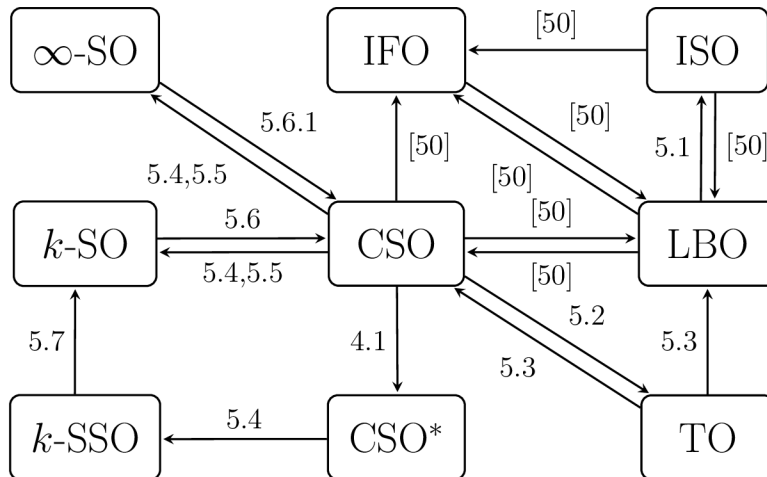 ∞-SO
IFO
ISO
[50]
5.6.1
5.4,5.5
[50]
[50]
[50]
5.1
[50]
k-SO
CSO
LBO
5.6
5.4,5.5
[50]
[50]
5.7
4.1
5.2
5.3
5.3
k-SSO
CSO*
TO
5.4